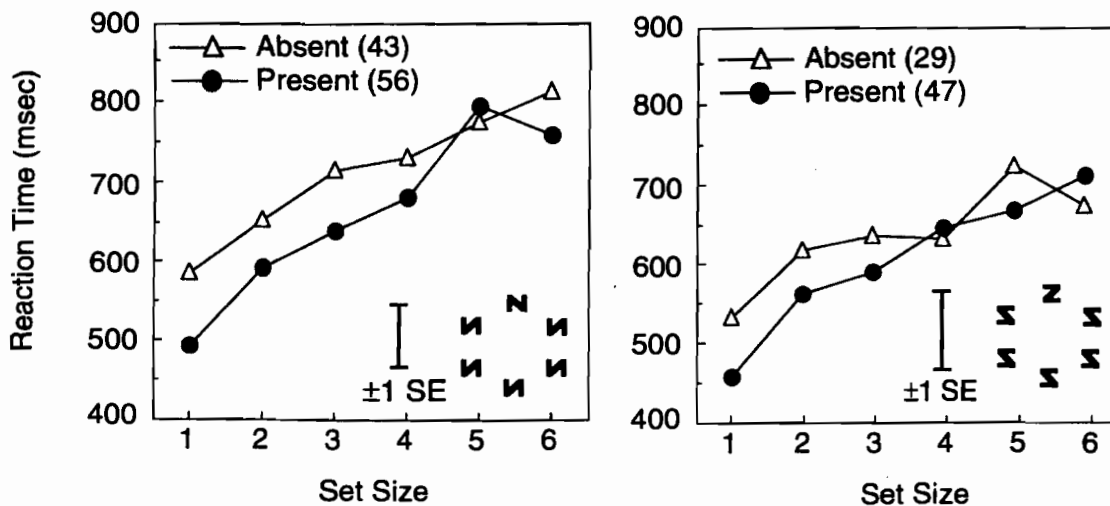 Reaction Time (msec)
900
800
700
600
500
400
Absent (43)
Present (56)
±1 SE
N
И И
И И
И
1 2 3 4 5 6
Set Size
900
800
700
600
500
400
Absent (29)
Present (47)
±1 SE
Z
1 2 3 4 5 6
Set Size